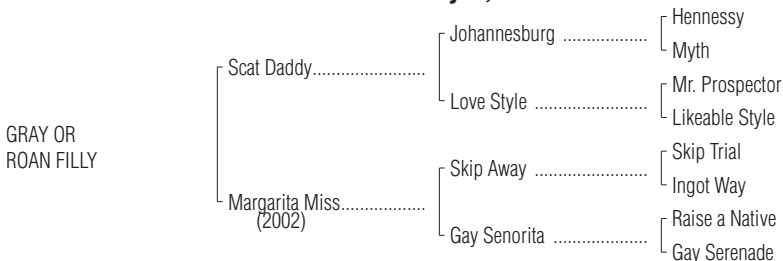 Hennessy
Johannesburg ..................
Myth
Scat Daddy........................
Mr. Prospector
Love Style ........................
Likeable Style
GRAY OR
ROAN FILLY
Skip Trial
Skip Away ........................
Ingot Way
Margarita Miss..................
(2002)
Raise a Native
Gay Senorita ....................
Gay Serenade